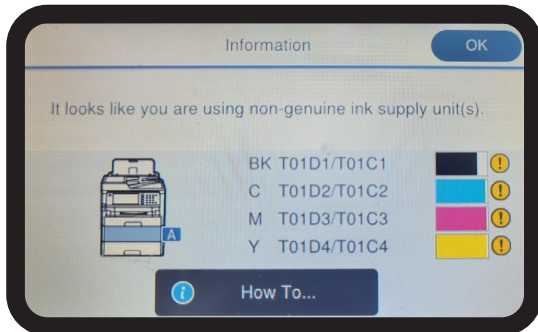 Information
OK
It looks like you are using non-genuine ink supply unit(s).
BK T01D1/T01C1
C T01D2/T01C2
M T01D3/T01C3
A
Y T01D4/T01C4
i How To...